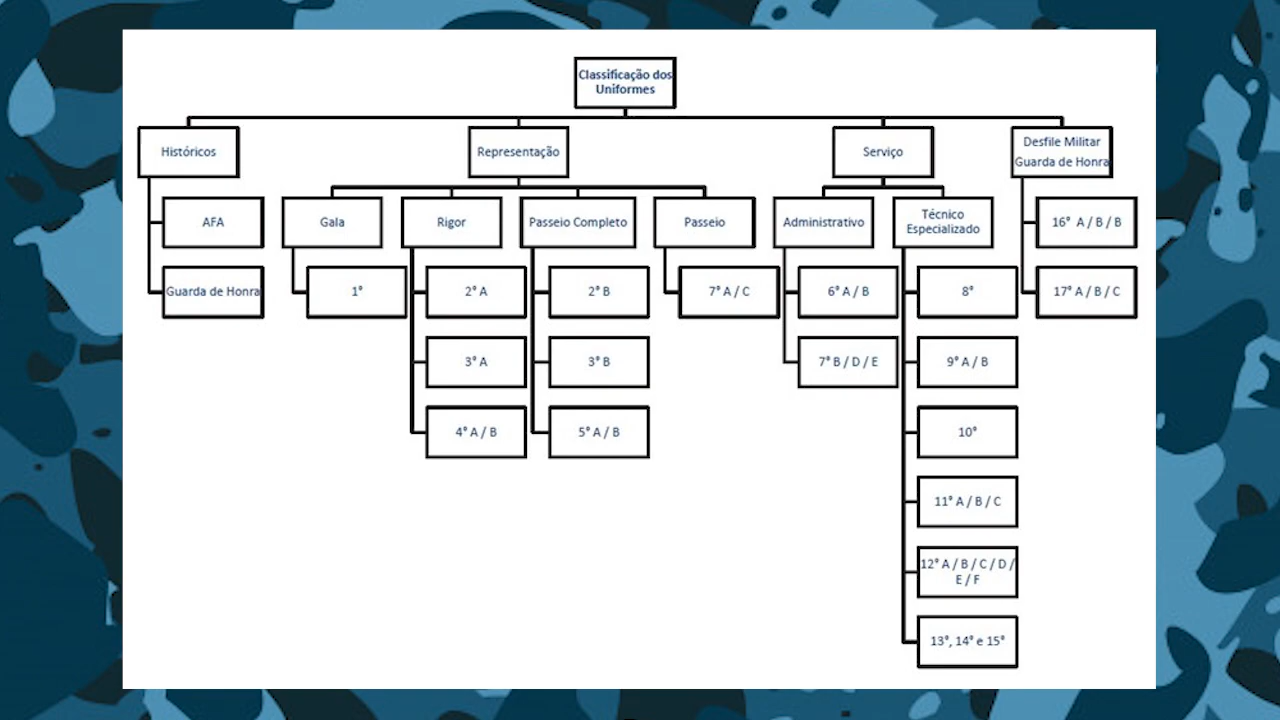 Classificação dos
Uniformes
Históricos
Representação
Serviço
Desfile Militar
Guarda de Honra
AFA
Gala
Rigor
Passeio Completo
Passeio
Administrativo
Técnico
Especializado
16° A / B / B
Guarda de Honra
1°
2° A
2° B
7° A / C
6° A / B
8°
17° A / B / C
3° A
3° B
7° B / D / E
9° A / B
4° A / B
5° A / B
10°
11° A / B / C
12° A / B / C / D /
E / F
13°, 14° e 15°